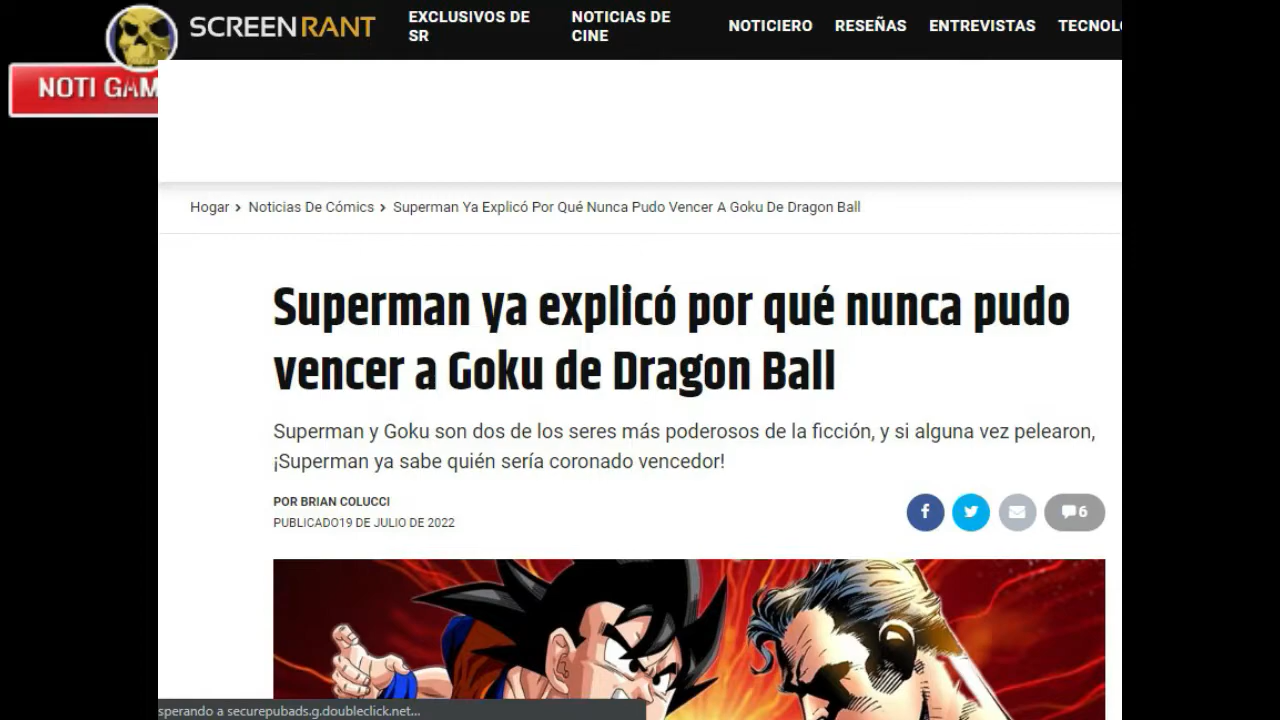 SCREENRANT
EXCLUSIVOS DE
SR
NOTICIAS DE
CINE
NOTICIERO
RESEÑAS
ENTREVISTAS
TECNOL
NOTI GAM
Hogar > Noticias De Cómics > Superman Ya Explicó Por Qué Nunca Pudo Vencer A Goku De Dragon Ball
Superman ya explicó por qué nunca pudo
vencer a Goku de Dragon Ball
Superman y Goku son dos de los seres más poderosos de la ficción, y si alguna vez pelearon,
¡Superman ya sabe quién sería coronado vencedor!
POR BRIAN COLUCCI
PUBLICADO19 DE JULIO DE 2022
6
sperando a securepubads.g.doubleclick.net...